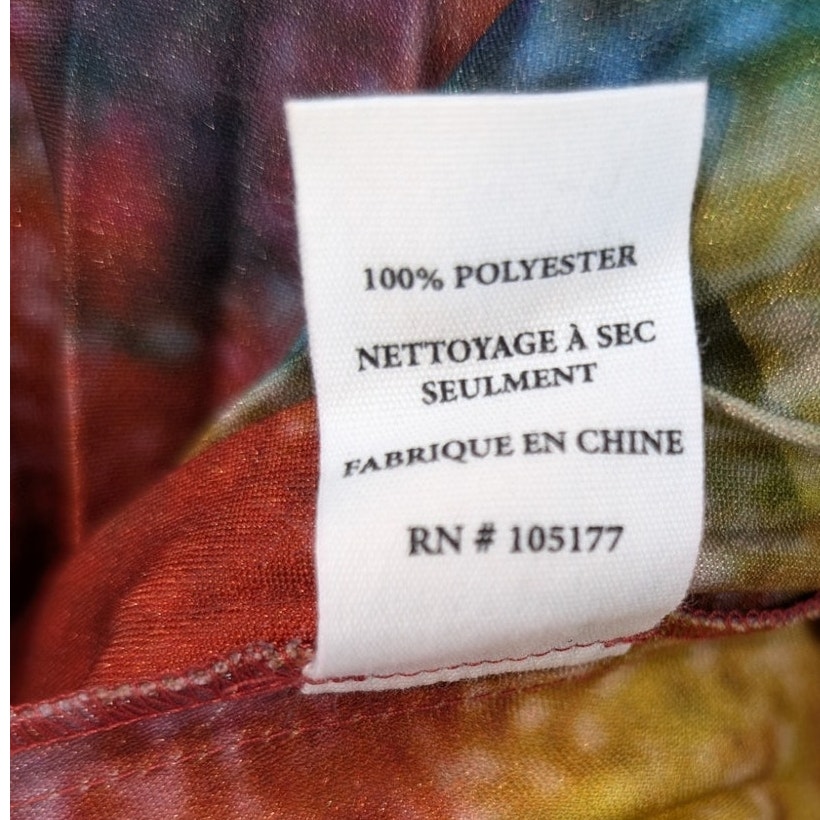 100% POLYESTER
NETTOYAGE À SEC
SEULMENT
FABRIQUE EN CHINE
RN # 105177